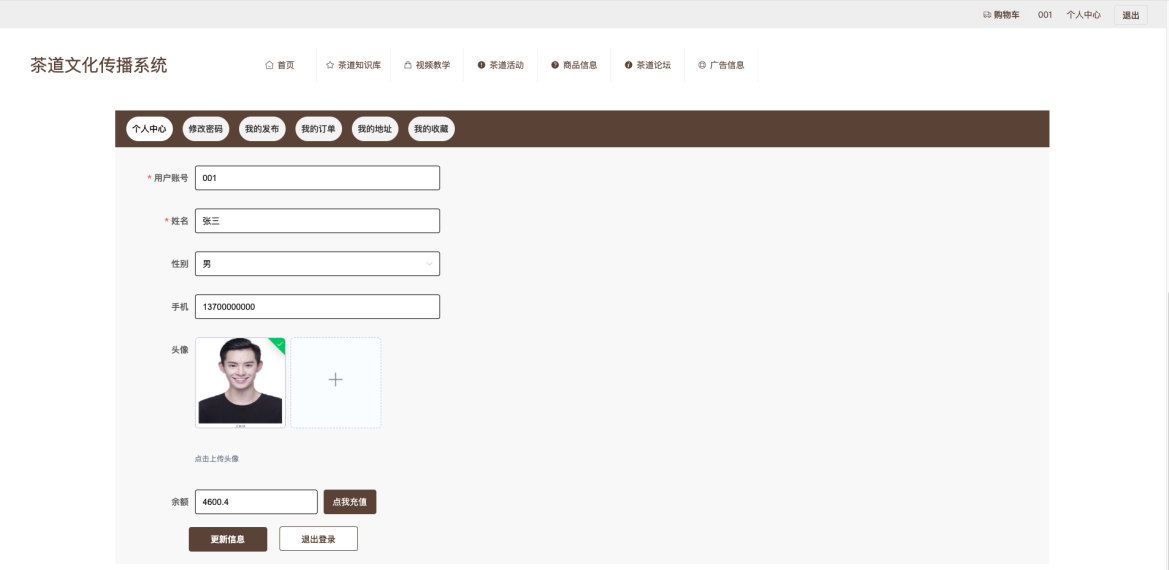 购物车 001 个人中心 退出
茶道文化传播系统 首页 茶道知识库 视频教学 茶道活动 商品信息 茶道论坛 广告信息
个人中心 修改密码 我的发布 我的订单 我的地址 我的收藏
* 用户账号 001
* 姓名 张三
性别 男
手机 13700000000
头像
点击上传头像
余额 4600.4 点我充值
更新信息 退出登录